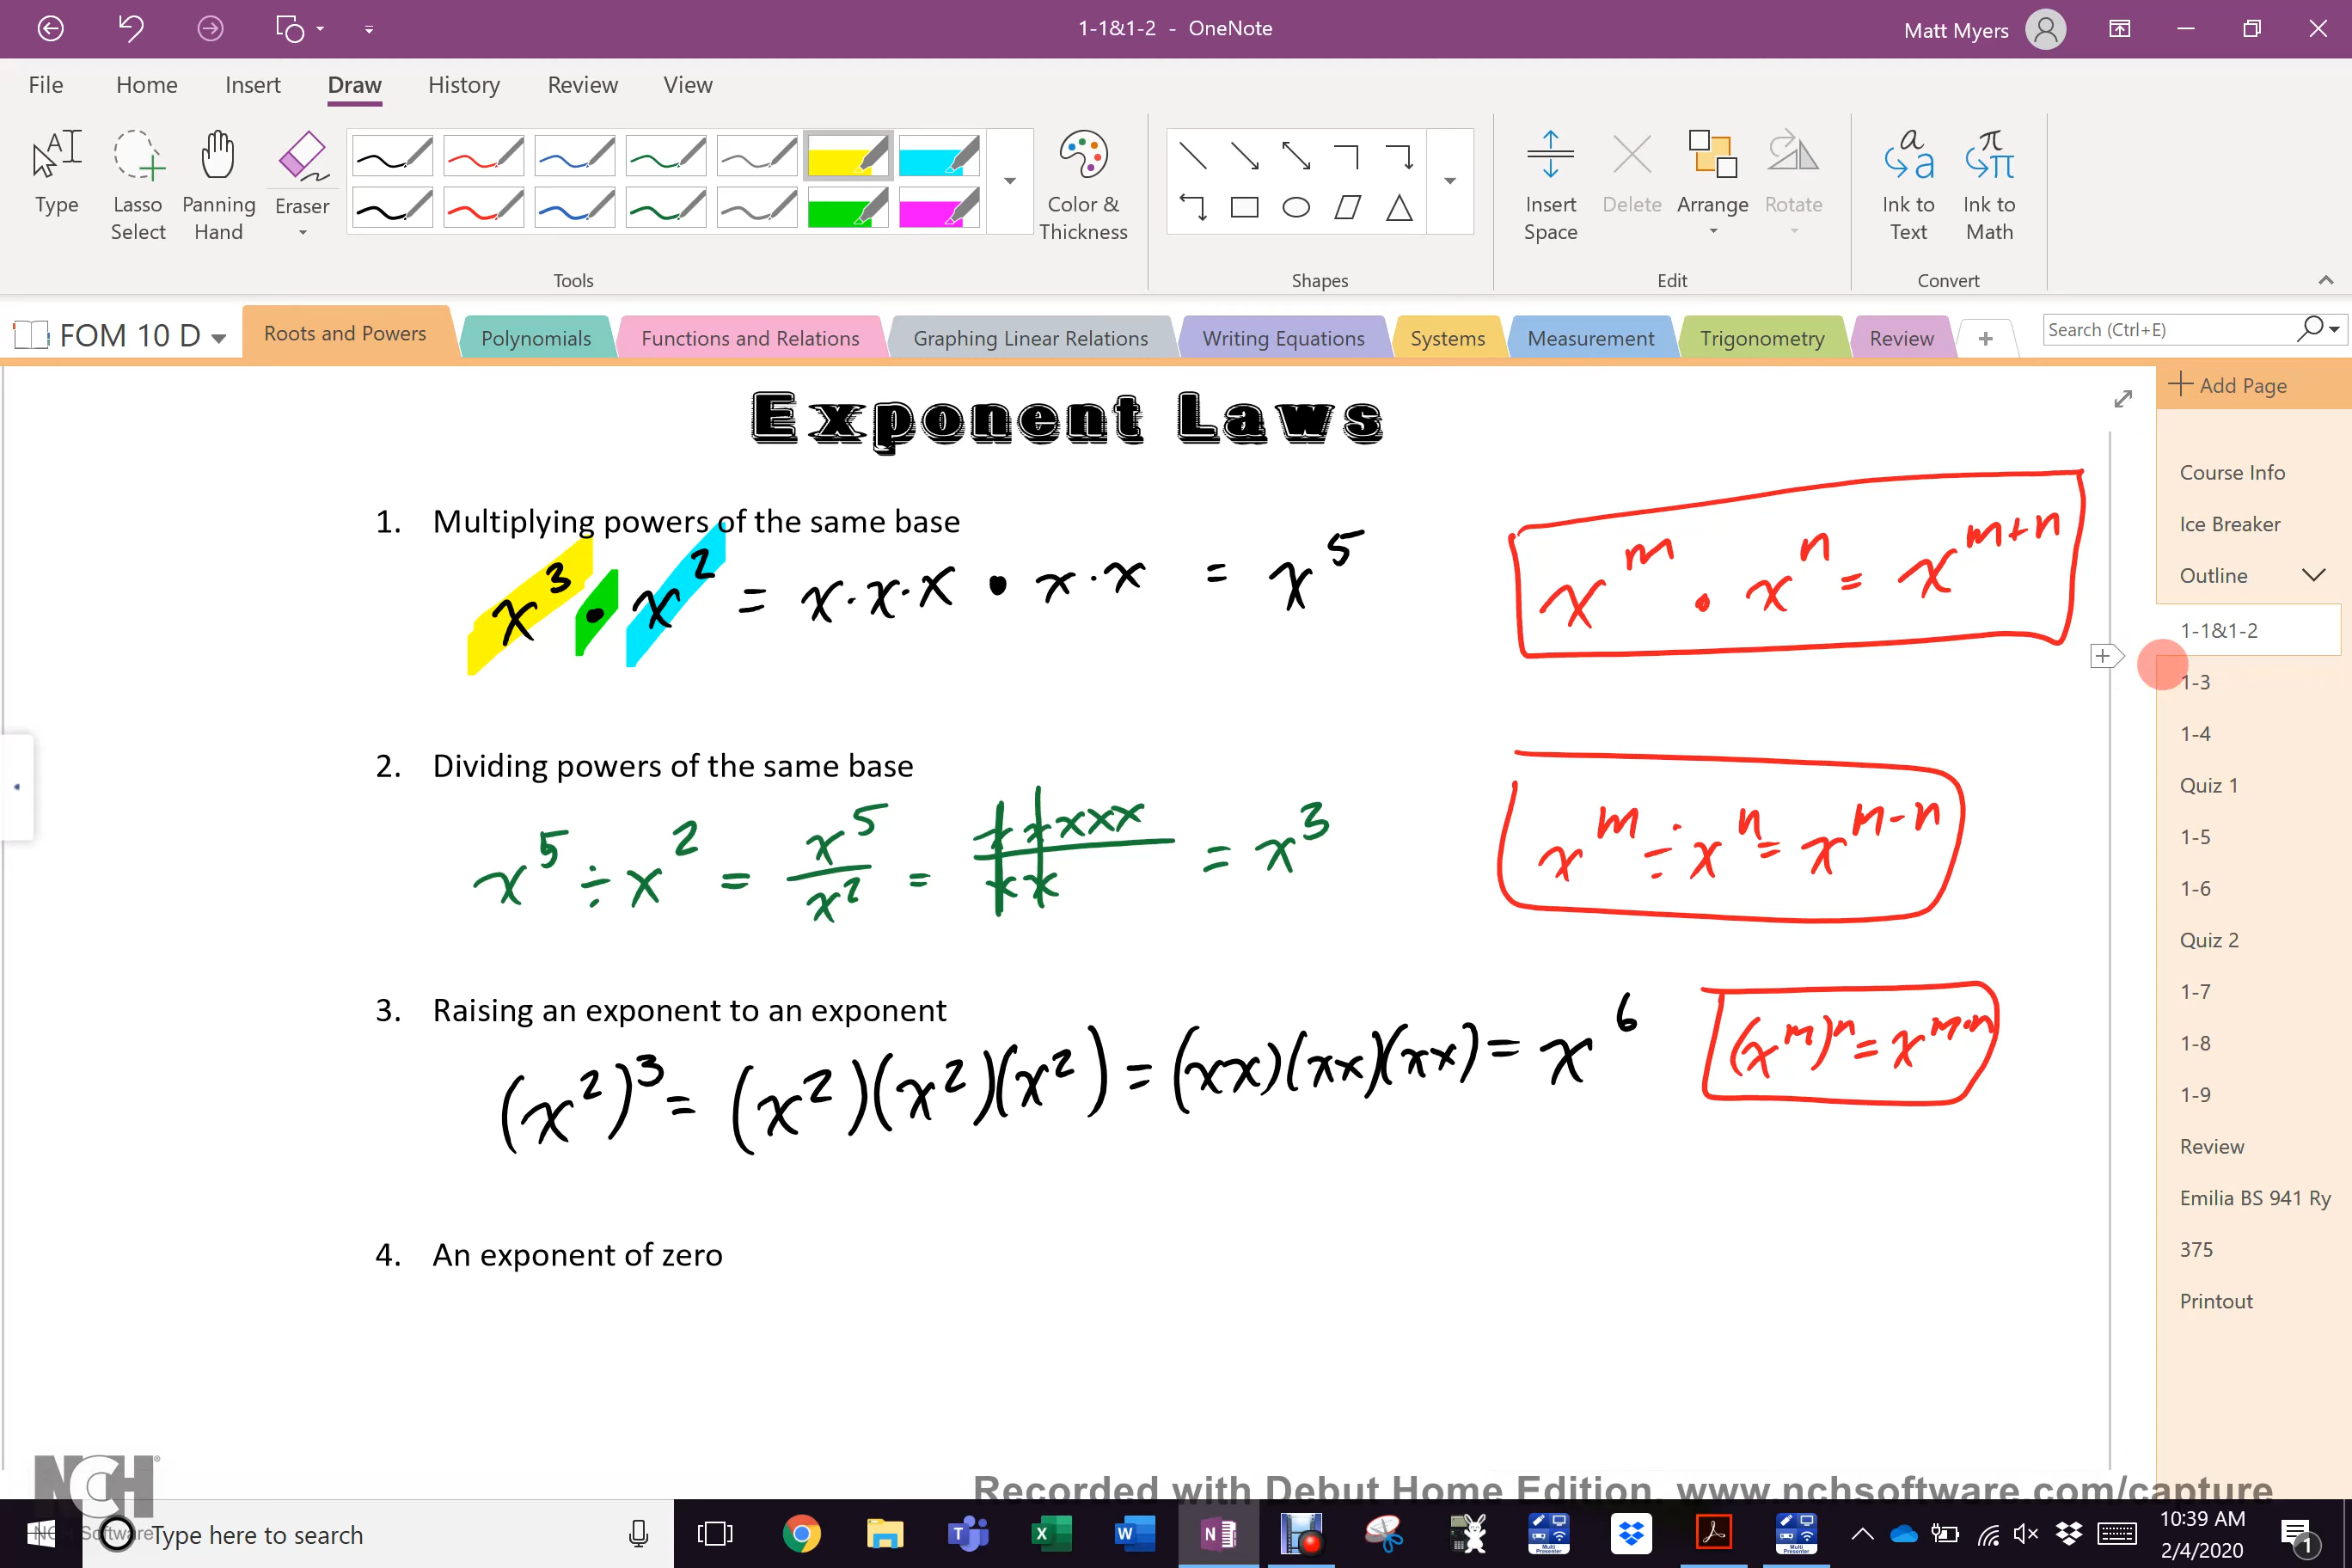 1-1&1-2 - OneNote
Matt Myers
File Home Insert Draw History Review View
Type
Lasso Select
Panning Hand
Eraser
Color & Thickness
Insert Space
Delete
Arrange
Rotate
Ink to Text
Ink to Math
Tools
Shapes
Edit
Convert
FOM 10 D
Roots and Powers
Polynomials
Functions and Relations
Graphing Linear Relations
Writing Equations
Systems
Measurement
Trigonometry
Review
Search (Ctrl+E)
Add Page
Course Info
Ice Breaker
Outline
1-1&1-2
1-3
1-4
Quiz 1
1-5
1-6
Quiz 2
1-7
1-8
1-9
Review
Emilia BS 941 Ry
375
Printout
Exponent Laws
1. Multiplying powers of the same base
x³ • x² = x·x·x • x·x = x⁵
x^m • x^n = x^(m+n)
2. Dividing powers of the same base
x⁵ ÷ x² = x⁵/x² = xxxxx/xx = x³
x^m ÷ x^n = x^(m-n)
3. Raising an exponent to an exponent
(x²)³ = (x²)(x²)(x²) = (xx)(xx)(xx) = x⁶
(x^m)^n = x^(m·n)
4. An exponent of zero
NCH
NCH Software
Recorded with Debut Home Edition. www.nchsoftware.com/capture
Type here to search
10:39 AM
2/4/2020
1